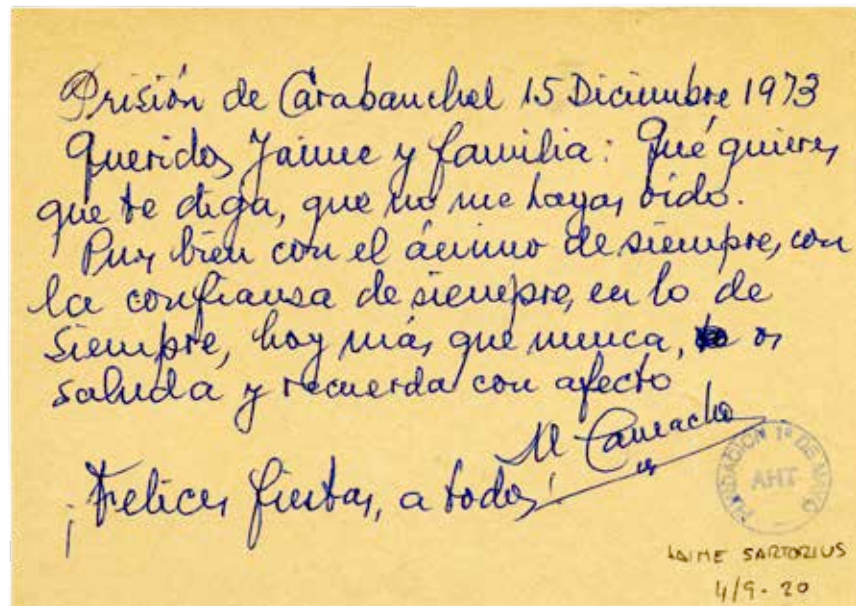 Prisión de Carabanchel 15 Diciembre 1973
Queridos Jaime y familia: Qué quieres
que te diga, que no me hayas oido.
Pues bien con el ánimo de siempre, con
la confianza de siempre, en lo de
siempre, hoy más que nunca, os
saluda y recuerda con afecto
M Camacho
¡Felices fiestas, a todos!
FUNDACIÓN 1º DE MAYO
AHT
JAIME SARTORIUS
4/9-20